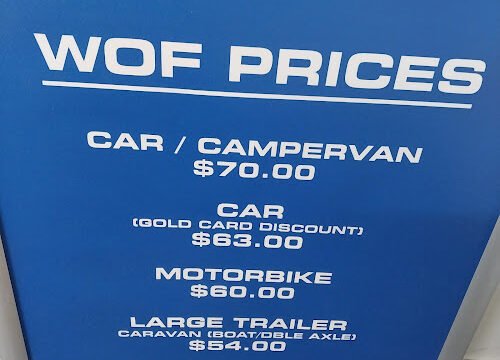 WOF PRICES
CAR / CAMPERVAN
$70.00
CAR
(GOLD CARD DISCOUNT)
$63.00
MOTORBIKE
$60.00
LARGE TRAILER
CARAVAN (BOAT/DBLE AXLE)
$54.00